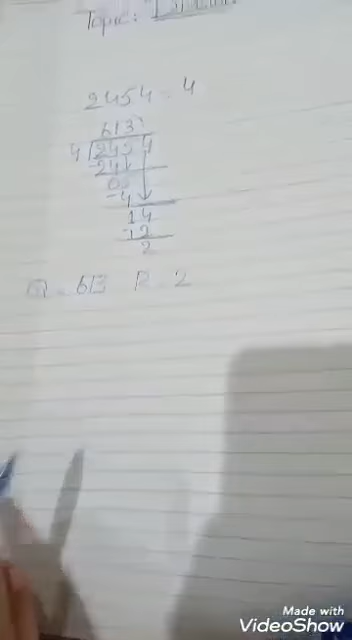 Topic:
2454 ÷ 4
613
4 2454
24
05
-4
14
12
2
Q = 613 R = 2
Made with
VideoShow